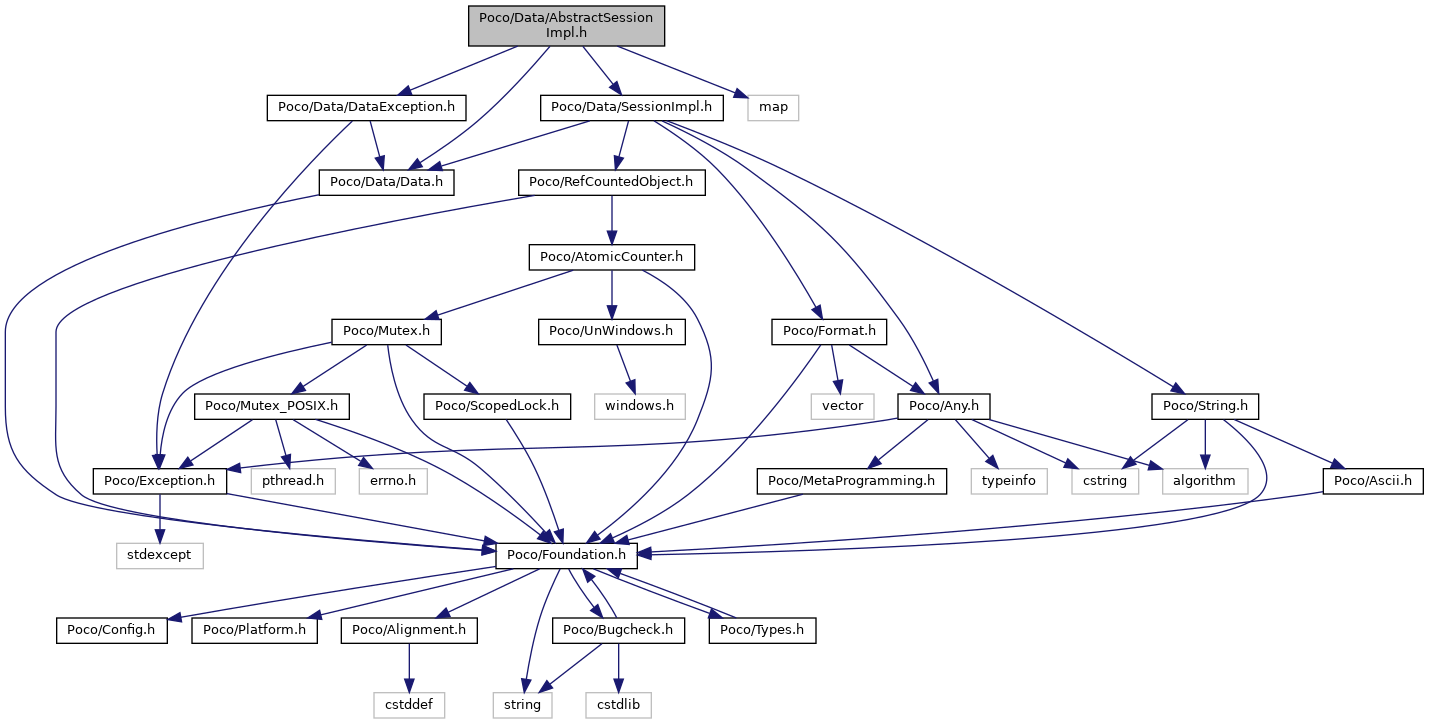 Poco/Data/AbstractSession
Impl.h
Poco/Data/DataException.h
Poco/Data/SessionImpl.h
map
Poco/Data/Data.h
Poco/RefCountedObject.h
Poco/AtomicCounter.h
Poco/Mutex.h
Poco/UnWindows.h
Poco/Format.h
Poco/Mutex_POSIX.h
Poco/ScopedLock.h
windows.h
vector
Poco/Any.h
Poco/String.h
Poco/Exception.h
pthread.h
errno.h
Poco/MetaProgramming.h
typeinfo
cstring
algorithm
Poco/Ascii.h
stdexcept
Poco/Foundation.h
Poco/Config.h
Poco/Platform.h
Poco/Alignment.h
Poco/Bugcheck.h
Poco/Types.h
cstddef
string
cstdlib